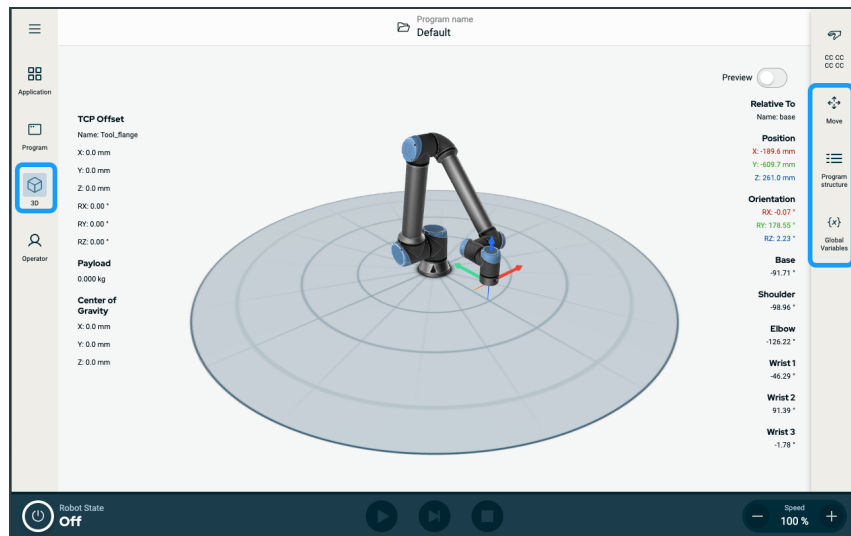 Program name
Default
Application
Program
3D
Operator
TCP Offset
Name: Tool_flange
X: 0.0 mm
Y: 0.0 mm
Z: 0.0 mm
RX: 0.00 °
RY: 0.00 °
RZ: 0.00 °
Payload
0.000 kg
Center of
Gravity
X: 0.0 mm
Y: 0.0 mm
Z: 0.0 mm
Preview
Relative To
Name: base
Position
X: -189.6 mm
Y: -609.7 mm
Z: 261.0 mm
Orientation
RX: -0.07 °
RY: 178.55 °
RZ: 2.23 °
Base
-91.71 °
Shoulder
-98.96 °
Elbow
-126.22 °
Wrist 1
-46.29 °
Wrist 2
91.39 °
Wrist 3
-1.78 °
CC CC
CC CC
Move
Program
structure
{x}
Global
Variables
Robot State
Off
Speed
100 %